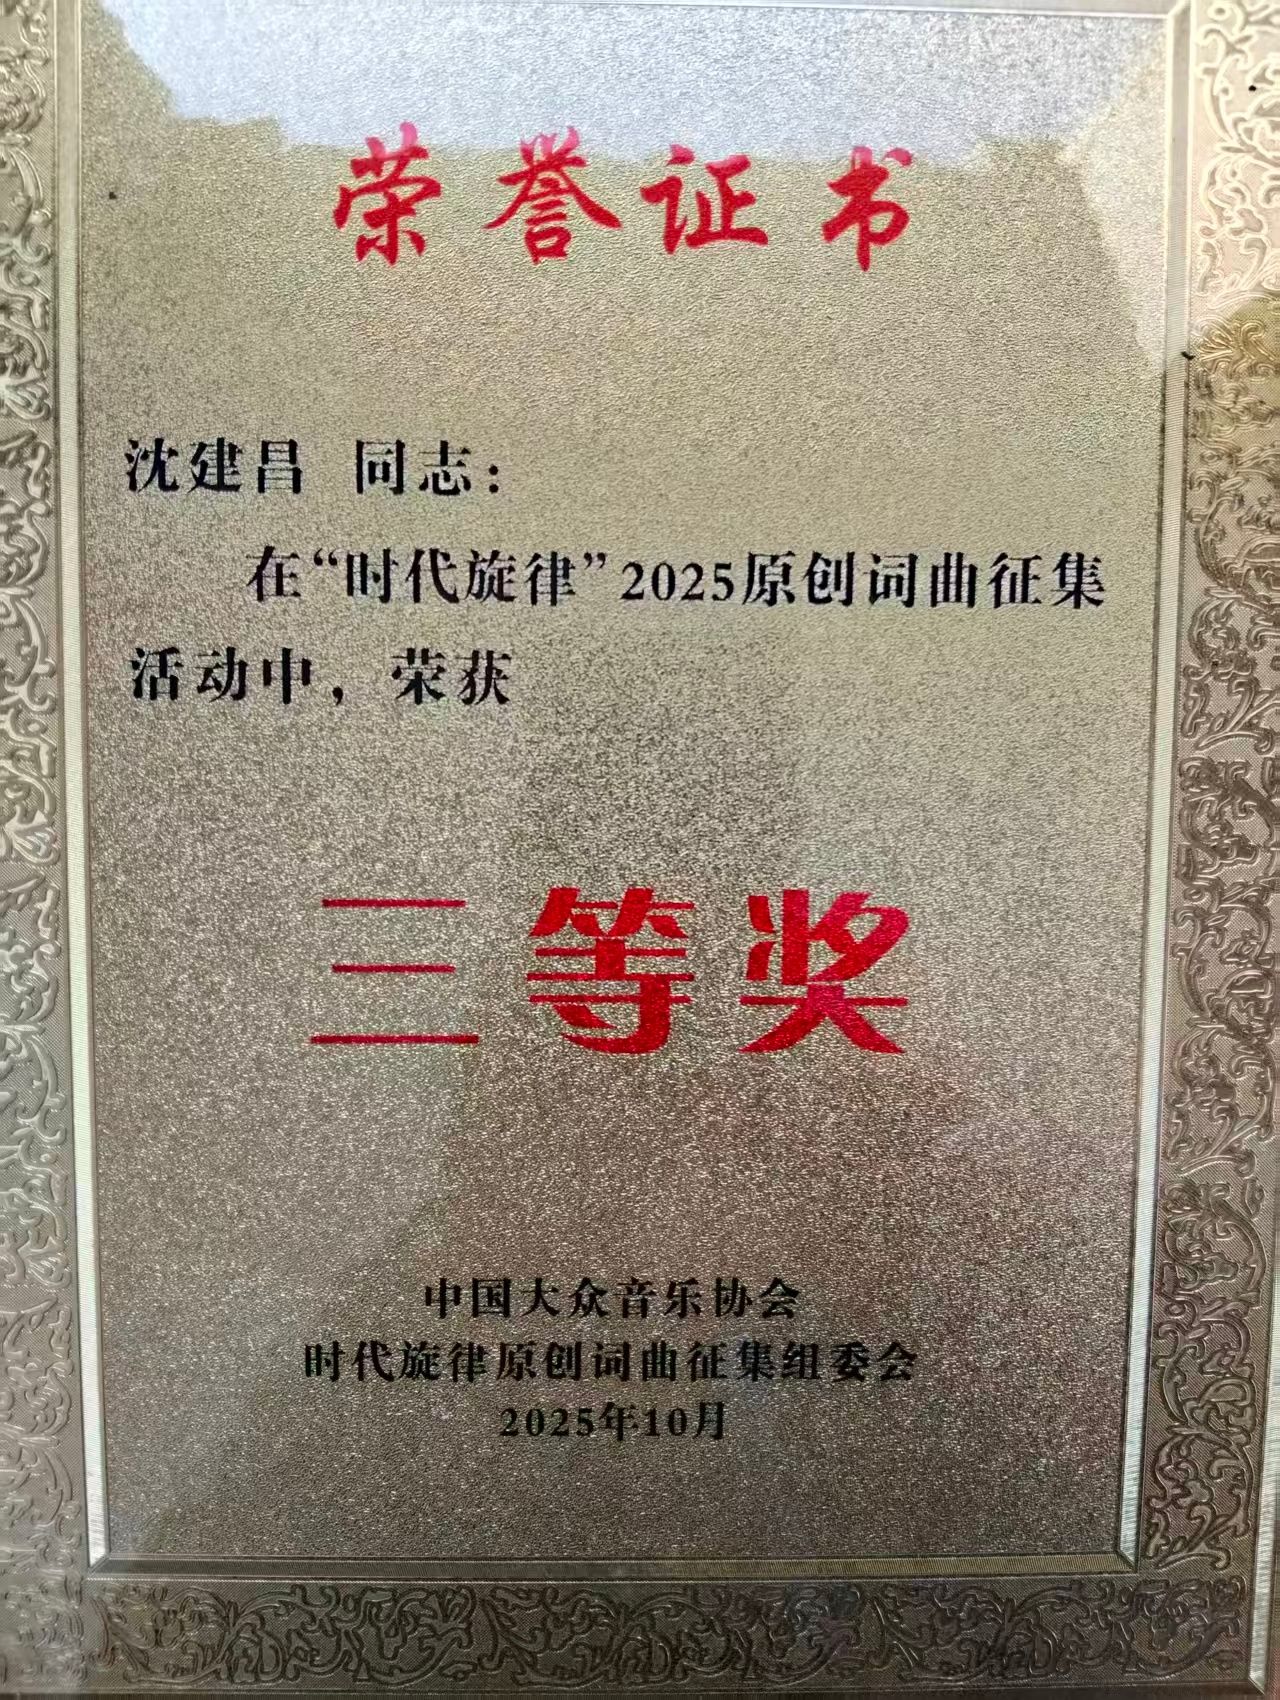 荣誉证书
沈建昌 同志：
在“时代旋律”2025原创词曲征集
活动中，荣获
三等奖
中国大众音乐协会
时代旋律原创词曲征集组委会
2025年10月